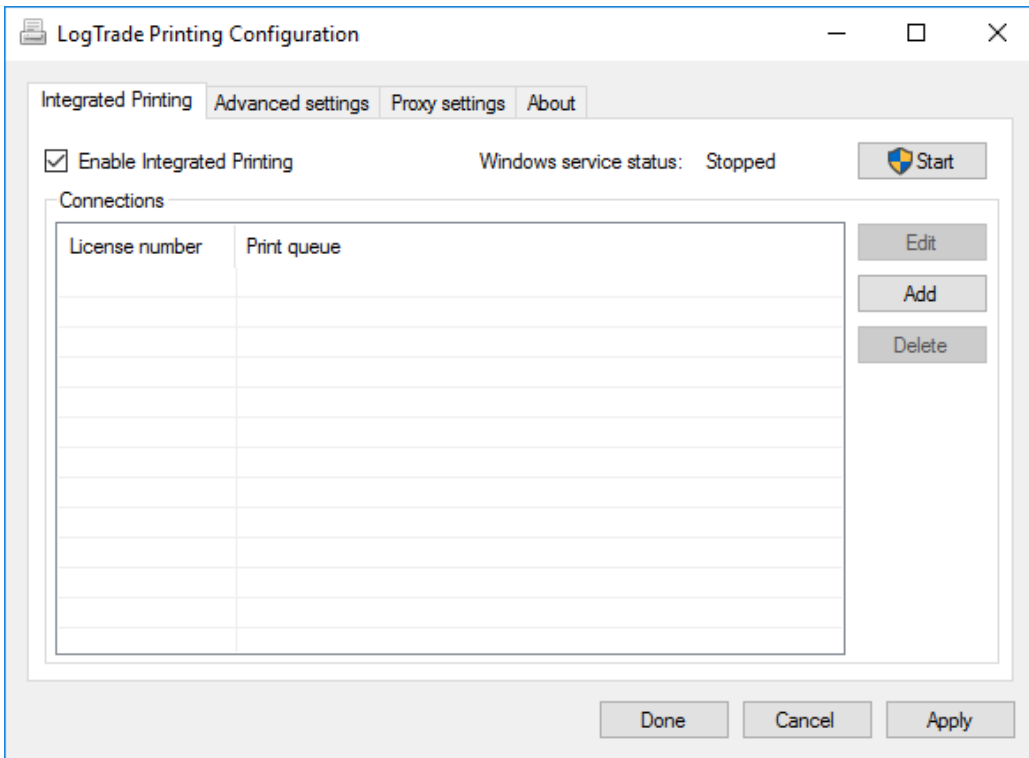 LogTrade Printing Configuration
Integrated Printing Advanced settings Proxy settings About
Enable Integrated Printing Windows service status: Stopped Start
Connections
License number Print queue
Edit
Add
Delete
Done Cancel Apply